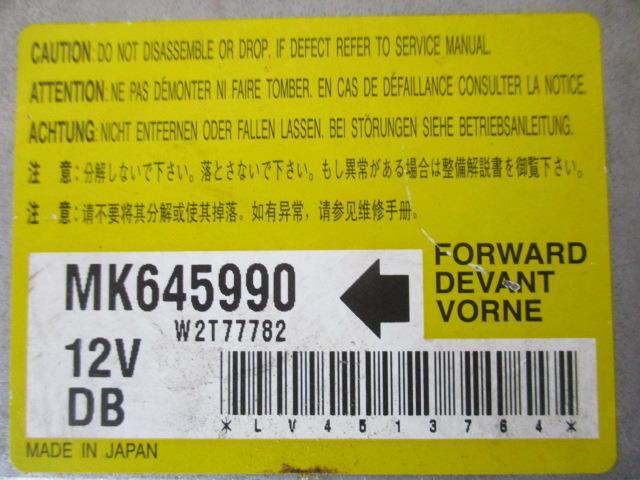 CAUTION: DO NOT DISASSEMBLE OR DROP. IF DEFECT REFER TO SERVICE MANUAL.
ATTENTION: NE PAS DÉMONTER NI FAIRE TOMBER. EN CAS DE DÉFAILLANCE CONSULTER LA NOTICE.
ACHTUNG: NICHT ENTFERNEN ODER FALLEN LASSEN. BEI STÖRUNGEN SIEHE BETRIEBSANLEITUNG.
注 意:分解しないで下さい。落とさないで下さい。もし異常がある場合は整備解説書を御覧下さい。
注 意:请不要将其分解或使其掉落。如有异常，请参见维修手册。
FORWARD
DEVANT
VORNE
MK645990
W2T77782
12V
DB
*LV4513764*
MADE IN JAPAN